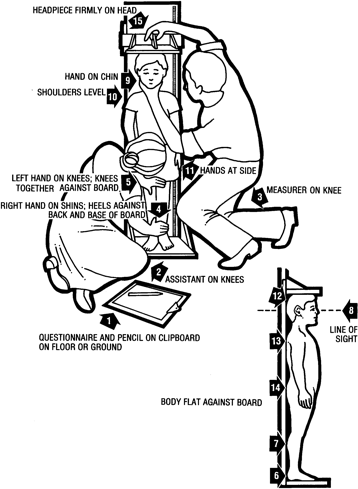 HEADPIECE FIRMLY ON HEAD
15
HAND ON CHIN
9
SHOULDERS LEVEL
10
LEFT HAND ON KNEES; KNEES
TOGETHER AGAINST BOARD
5
11
HANDS AT SIDE
RIGHT HAND ON SHINS; HEELS AGAINST
BACK AND BASE OF BOARD
4
3
MEASURER ON KNEE
2
ASSISTANT ON KNEES
1
QUESTIONNAIRE AND PENCIL ON CLIPBOARD
ON FLOOR OR GROUND
12
8
LINE OF
SIGHT
13
14
BODY FLAT AGAINST BOARD
7
6